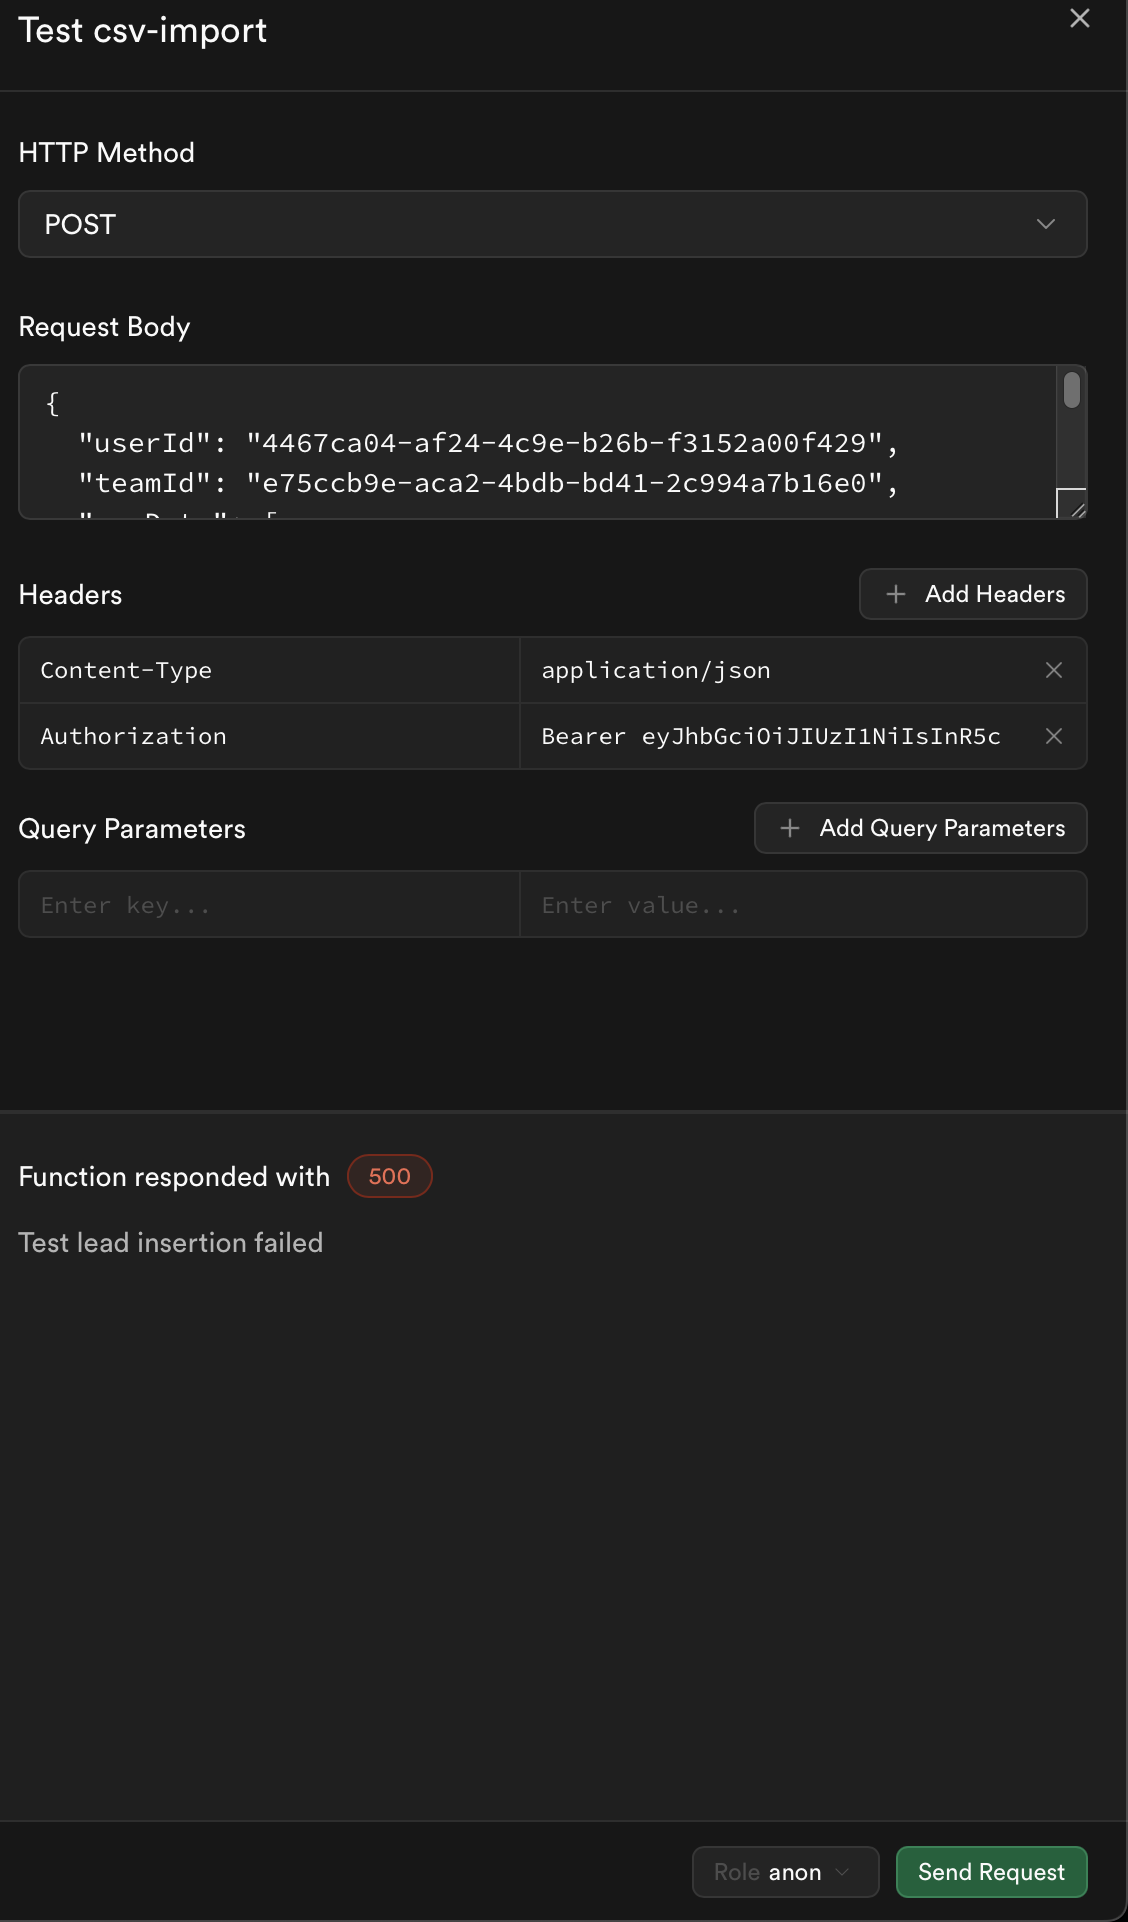 Test csv-import
HTTP Method
POST
Request Body
{
"userId": "4467ca04-af24-4c9e-b26b-f3152a00f429",
"teamId": "e75ccb9e-aca2-4bdb-bd41-2c994a7b16e0",
Headers
Add Headers
Content-Type application/json
Authorization Bearer eyJhbGciOiJIUzI1NiIsInR5c
Query Parameters
Add Query Parameters
Enter key... Enter value...
Function responded with 500
Test lead insertion failed
Role anon
Send Request